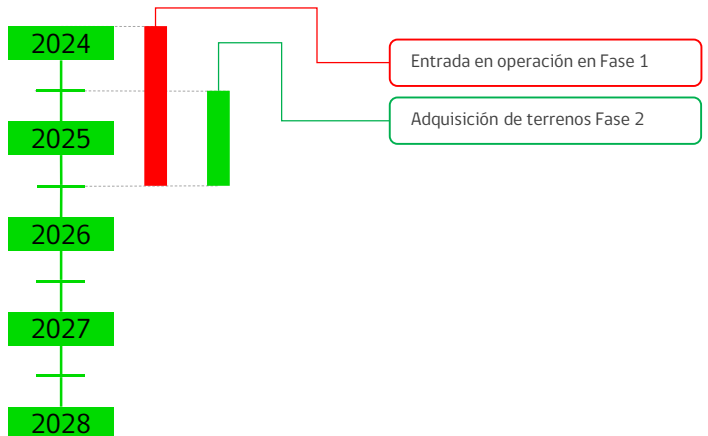 2024
Entrada en operación en Fase 1
Adquisición de terrenos Fase 2
2025
2026
2027
2028